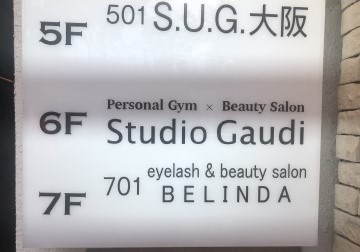 5F 501 S.U.G.大阪
Personal Gym × Beauty Salon
6F Studio Gaudi
eyelash & beauty salon
7F 701 BELINDA